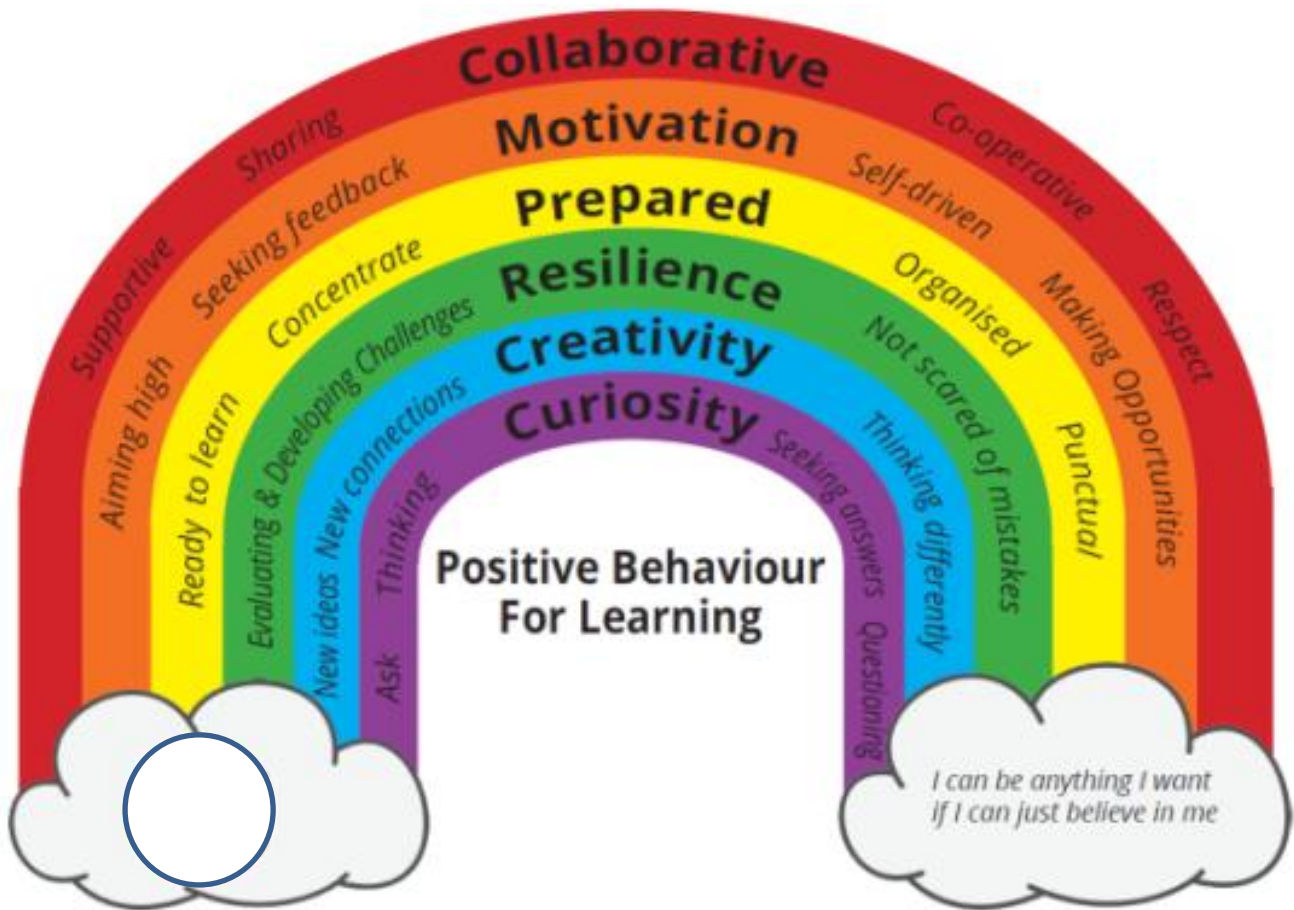 Collaborative
Supportive
Sharing
Co-operative
Respect
Motivation
Aiming high
Seeking feedback
Self-driven
Making Opportunities
Prepared
Ready to learn
Concentrate
Organised
Punctual
Resilience
Evaluating & Developing Challenges
Not scared of mistakes
Creativity
New ideas
New connections
Thinking differently
Curiosity
Ask
Thinking
Seeking answers
Questioning
Positive Behaviour
For Learning
I can be anything I want
if I can just believe in me